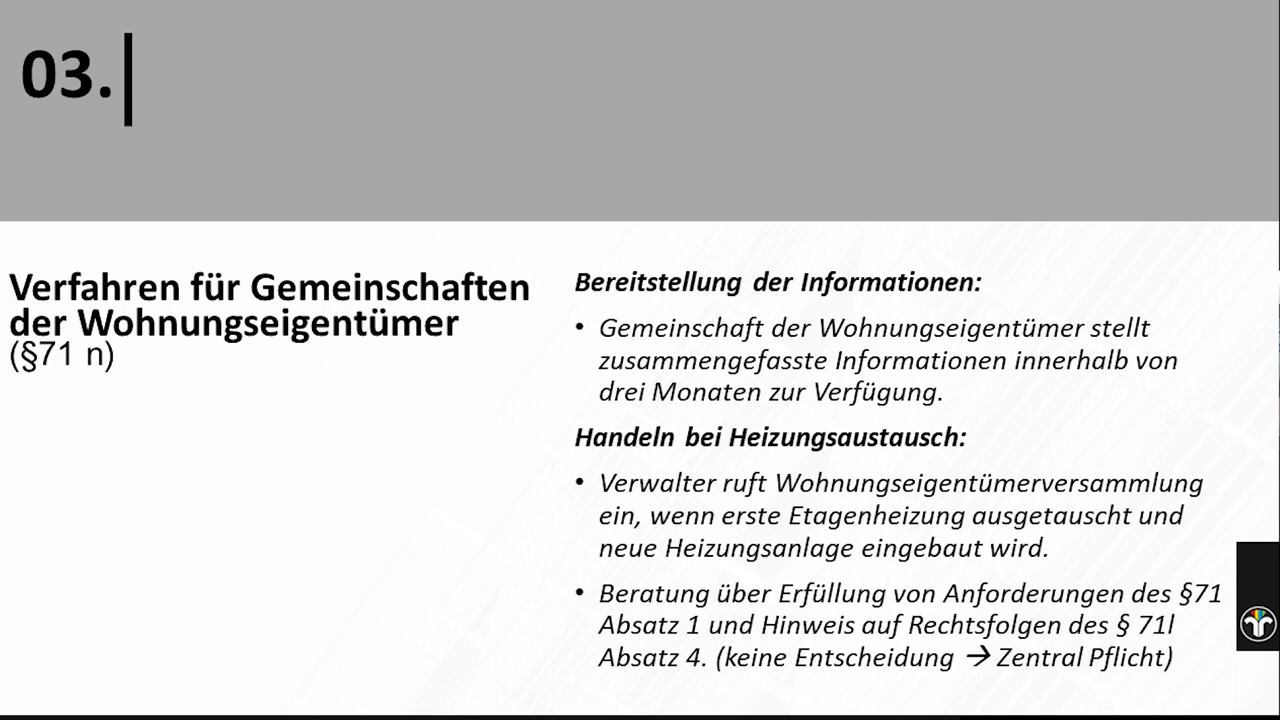 03.
Verfahren für Gemeinschaften
der Wohnungseigentümer
(§71 n)
Bereitstellung der Informationen:
• Gemeinschaft der Wohnungseigentümer stellt
zusammengefasste Informationen innerhalb von
drei Monaten zur Verfügung.
Handeln bei Heizungsaustausch:
• Verwalter ruft Wohnungseigentümerversammlung
ein, wenn erste Etagenheizung ausgetauscht und
neue Heizungsanlage eingebaut wird.
• Beratung über Erfüllung von Anforderungen des §71
Absatz 1 und Hinweis auf Rechtsfolgen des § 71l
Absatz 4. (keine Entscheidung → Zentral Pflicht)